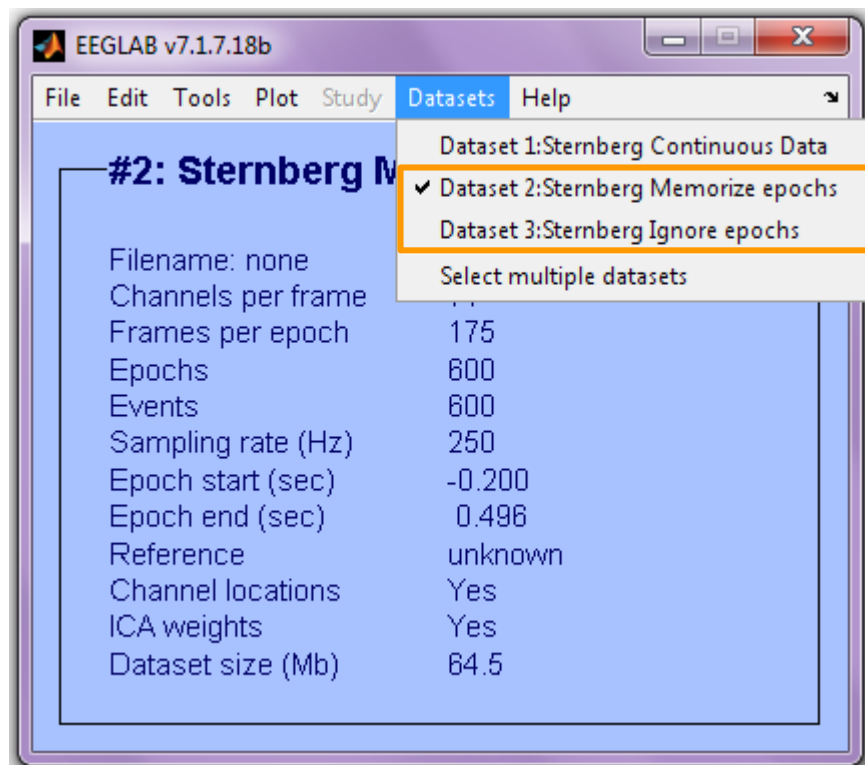 EEGLAB v7.1.7.18b
File Edit Tools Plot Study Datasets Help
Dataset 1:Sternberg Continuous Data
#2: Sternberg
✔ Dataset 2:Sternberg Memorize epochs
Dataset 3:Sternberg Ignore epochs
Select multiple datasets
Filename: none
Channels per frame
Frames per epoch 175
Epochs 600
Events 600
Sampling rate (Hz) 250
Epoch start (sec) -0.200
Epoch end (sec) 0.496
Reference unknown
Channel locations Yes
ICA weights Yes
Dataset size (Mb) 64.5